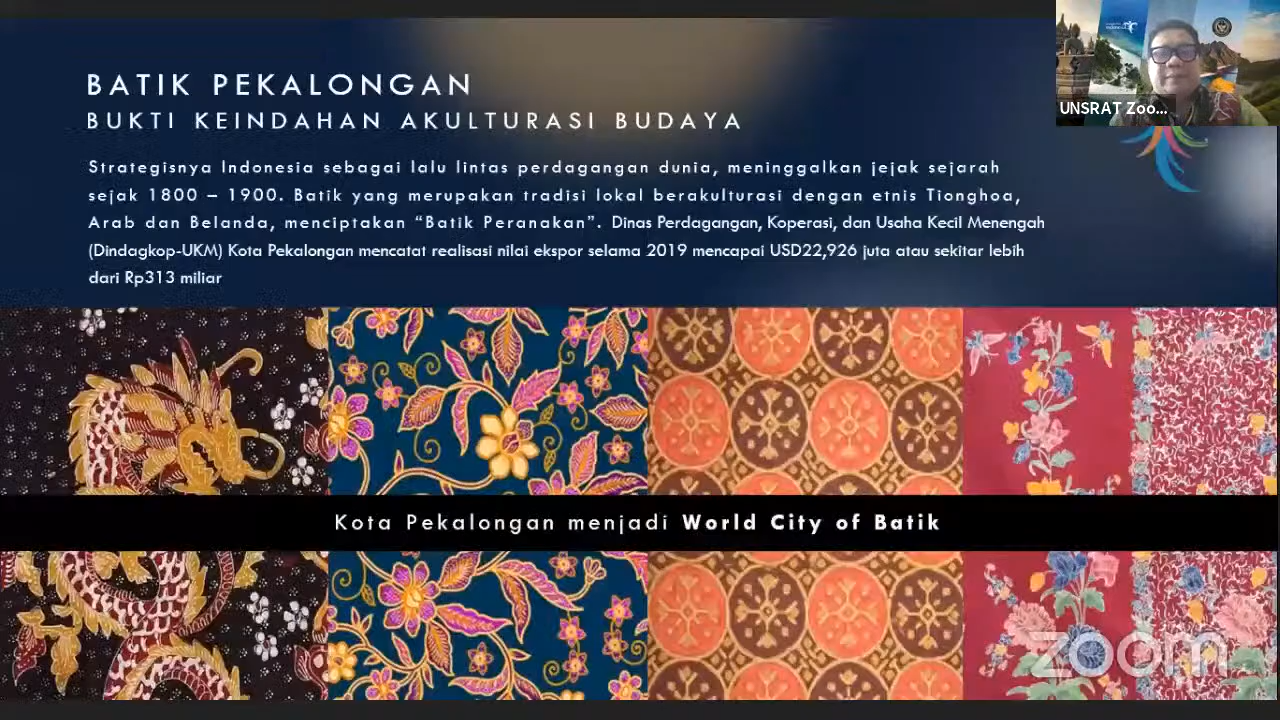 BATIK PEKALONGAN
BUKTI KEINDAHAN AKULTURASI BUDAYA
Strategisnya Indonesia sebagai lalu lintas perdagangan dunia, meninggalkan jejak sejarah
sejak 1800 – 1900. Batik yang merupakan tradisi lokal berakulturasi dengan etnis Tionghoa,
Arab dan Belanda, menciptakan “Batik Peranakan”. Dinas Perdagangan, Koperasi, dan Usaha Kecil Menengah
(Dindagkop-UKM) Kota Pekalongan mencatat realisasi nilai ekspor selama 2019 mencapai USD22,926 juta atau sekitar lebih
dari Rp313 miliar
UNSRAT Zoo...
Kota Pekalongan menjadi World City of Batik
zoom